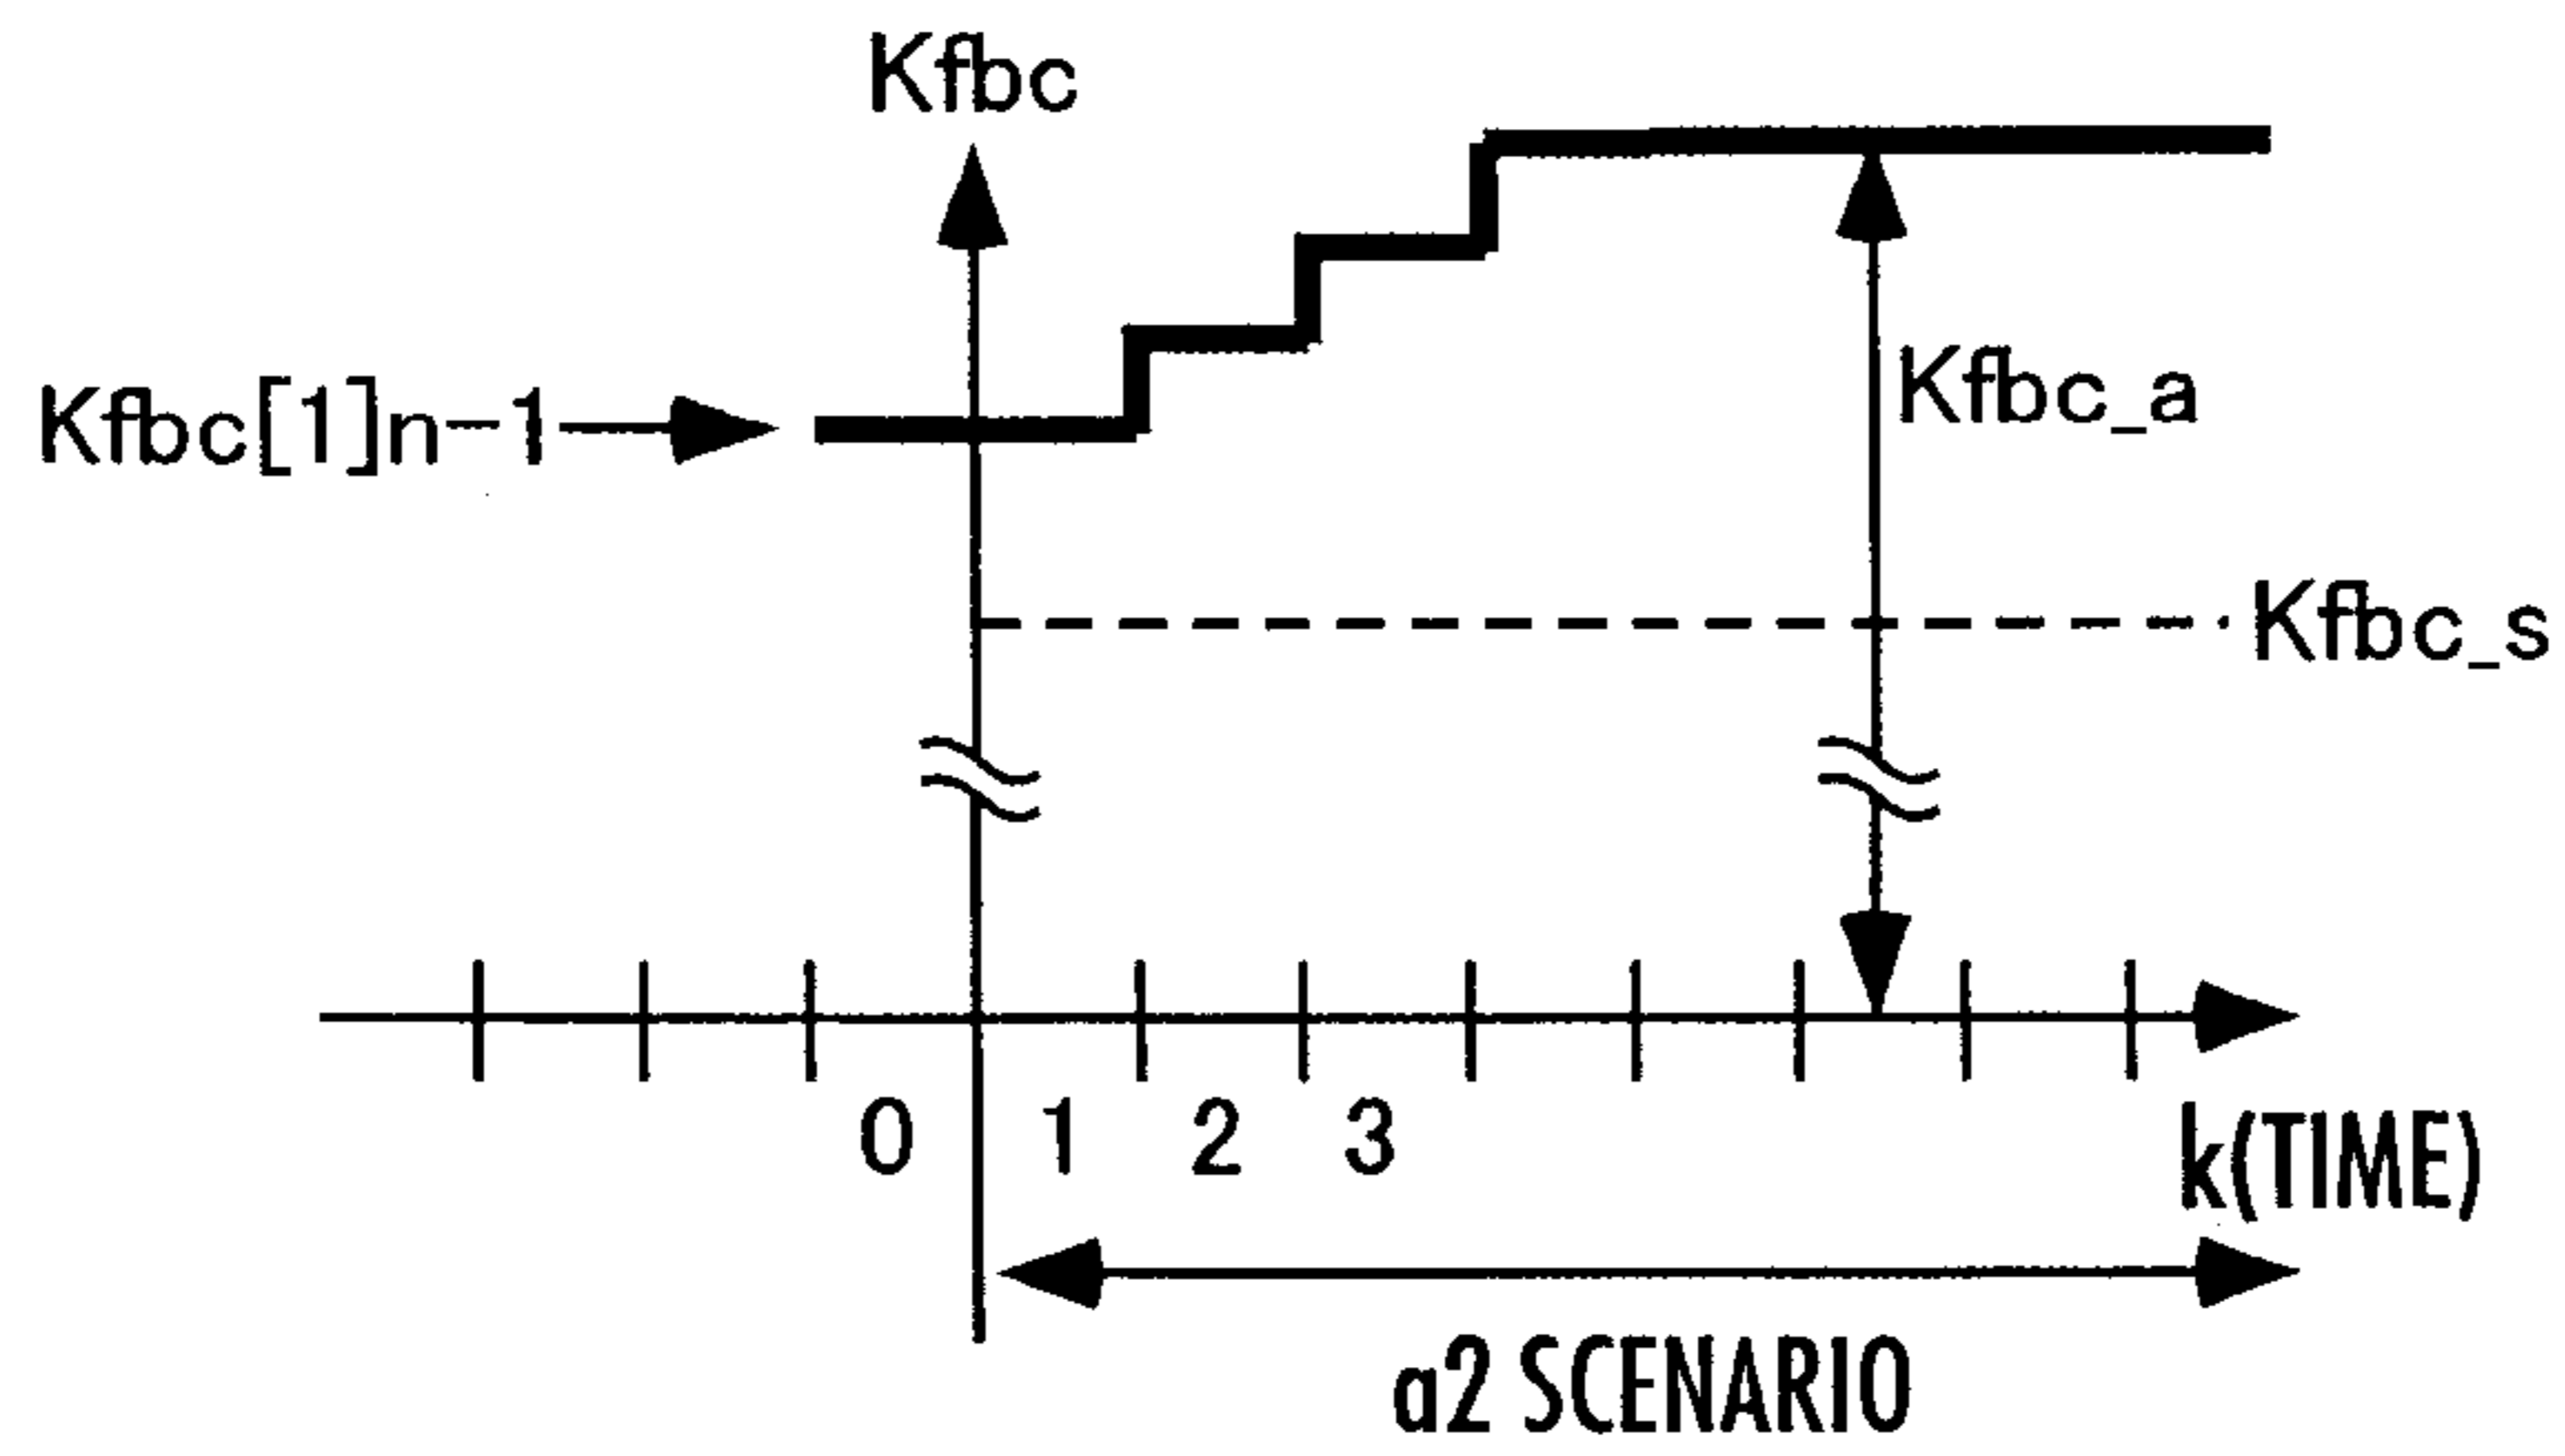 Kfbc
Kfbc[1]n-1
Kfbc_a
Kfbc_s
0 1 2 3
k(TIME)
a2 SCENARIO